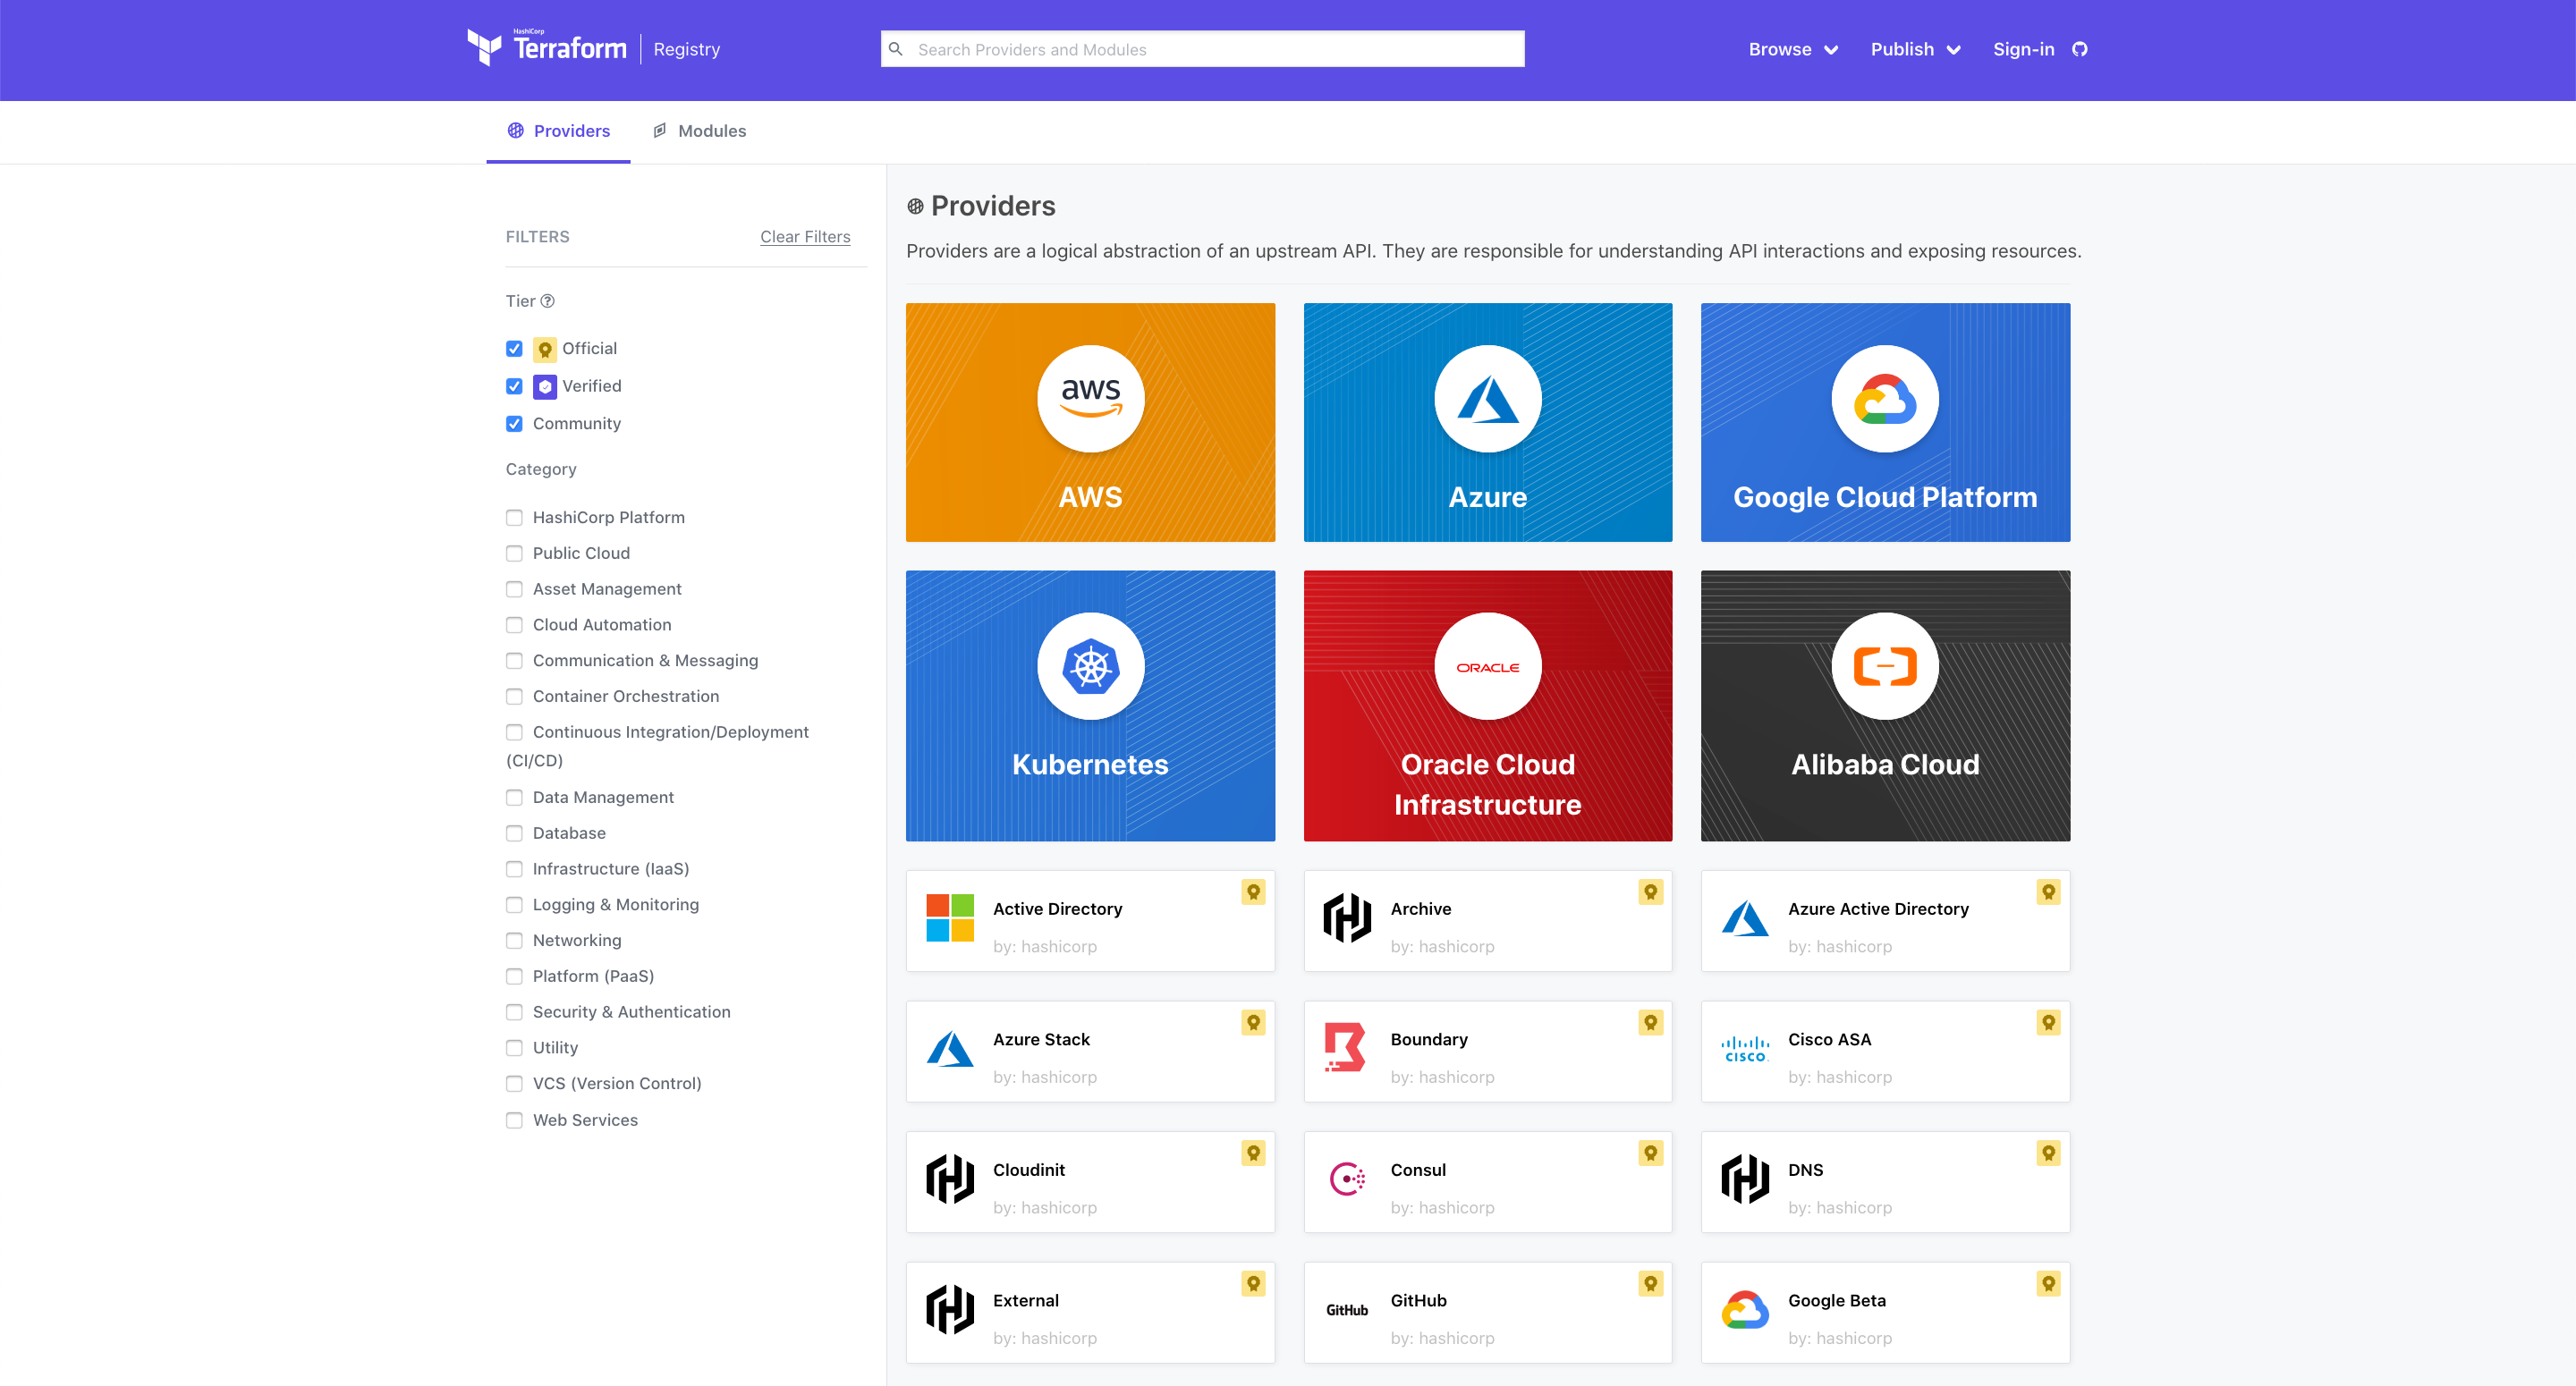 HashiCorp
Terraform
Registry
Search Providers and Modules
Browse
Publish
Sign-in
Providers
Modules
FILTERS
Clear Filters
Tier
Official
Verified
Community
Category
HashiCorp Platform
Public Cloud
Asset Management
Cloud Automation
Communication & Messaging
Container Orchestration
Continuous Integration/Deployment
(CI/CD)
Data Management
Database
Infrastructure (IaaS)
Logging & Monitoring
Networking
Platform (PaaS)
Security & Authentication
Utility
VCS (Version Control)
Web Services
Providers
Providers are a logical abstraction of an upstream API. They are responsible for understanding API interactions and exposing resources.
aws
AWS
Azure
Google Cloud Platform
Kubernetes
ORACLE
Oracle Cloud
Infrastructure
Alibaba Cloud
Active Directory
by: hashicorp
Archive
by: hashicorp
Azure Active Directory
by: hashicorp
Azure Stack
by: hashicorp
Boundary
by: hashicorp
CISCO
Cisco ASA
by: hashicorp
Cloudinit
by: hashicorp
Consul
by: hashicorp
DNS
by: hashicorp
External
by: hashicorp
GitHub
GitHub
by: hashicorp
Google Beta
by: hashicorp